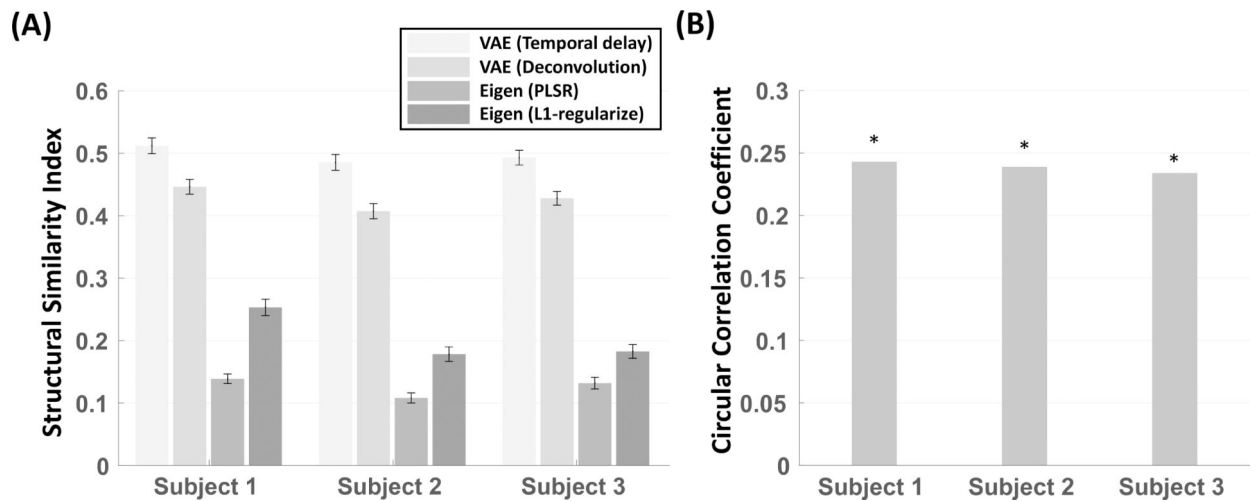 (A)
VAE (Temporal delay)
VAE (Deconvolution)
Eigen (PLSR)
Eigen (L1-regularize)
Structural Similarity Index
0.6
0.5
0.4
0.3
0.2
0.1
0
Subject 1
Subject 2
Subject 3
(B)
Circular Correlation Coefficient
0.3
0.25
0.2
0.15
0.1
0.05
0
*
*
*
Subject 1
Subject 2
Subject 3